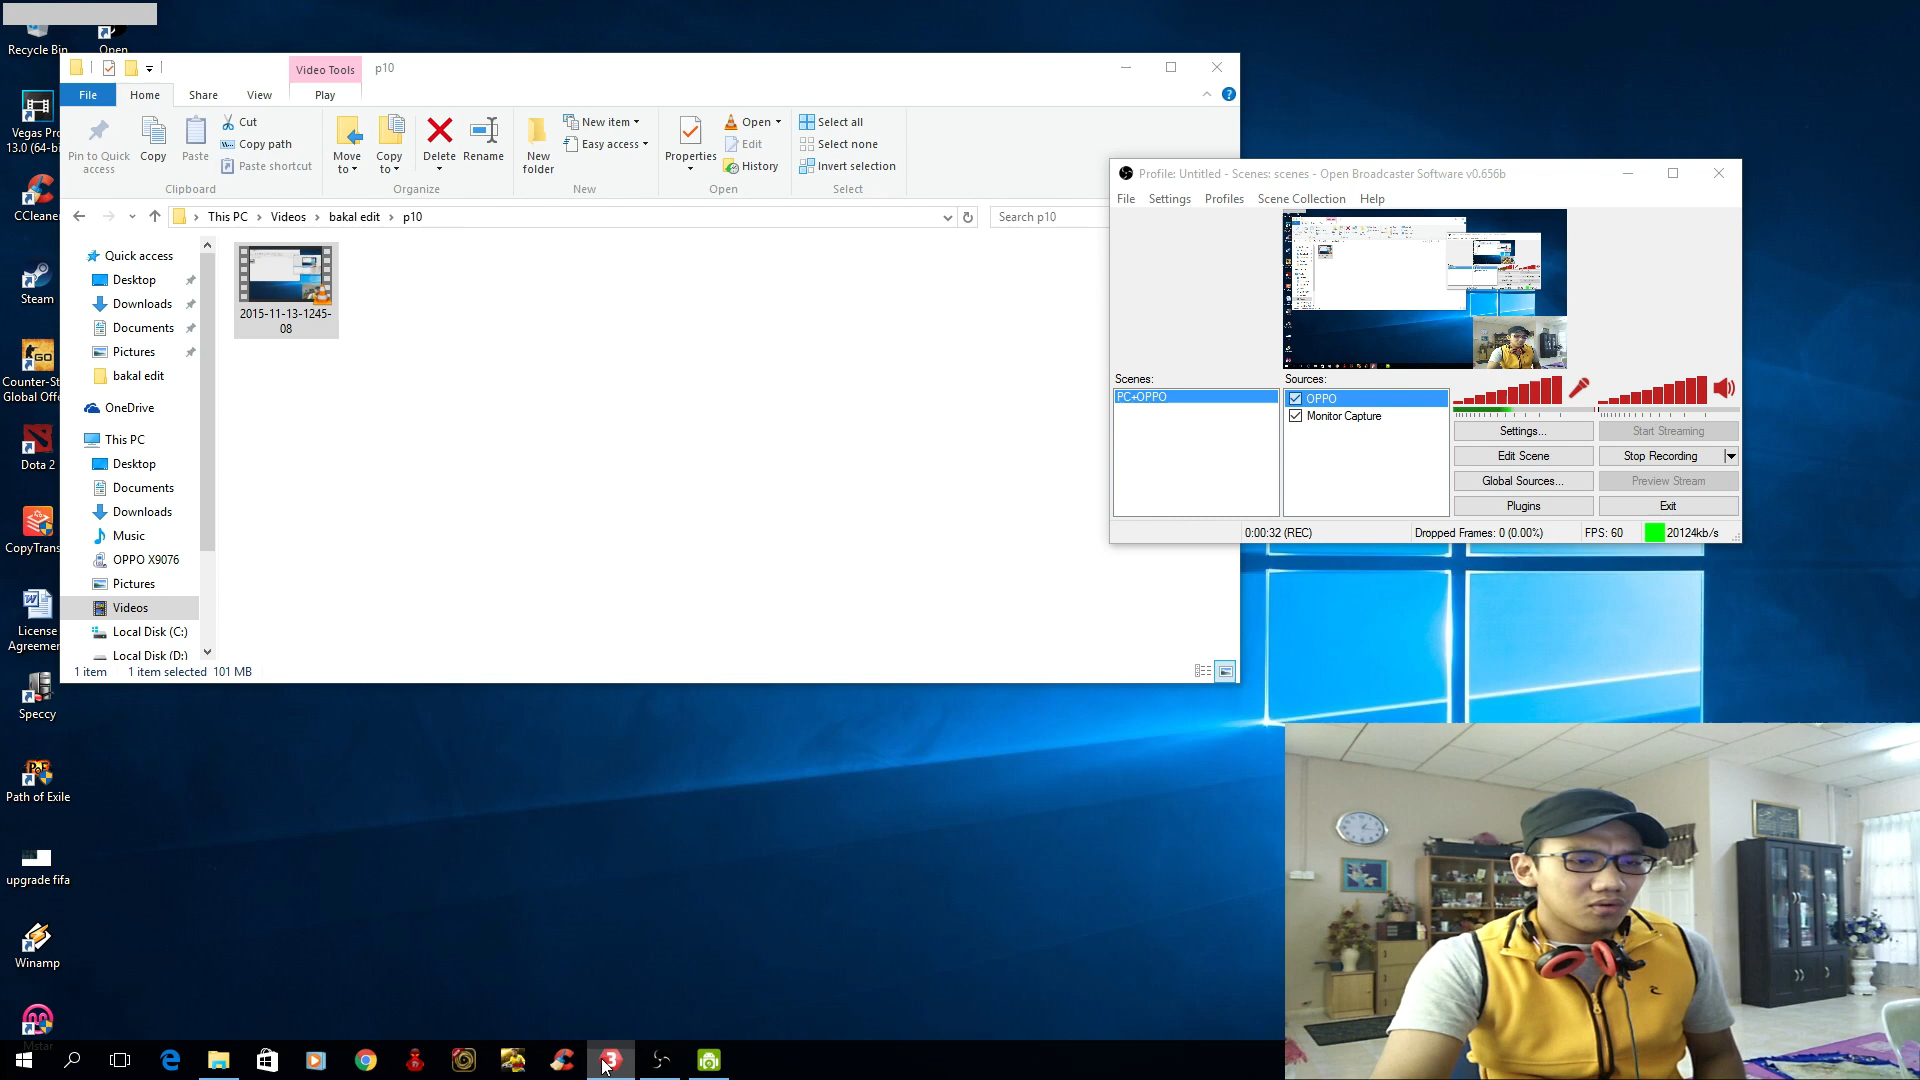 Recycle Bin
Open
Vegas Pro
13.0 (64-bi
CCleaner
Steam
Counter-St
Global Offe
Dota 2
CopyTrans
License
Agreemen
Speccy
Path of Exile
upgrade fifa
Winamp
Mstar
Video Tools
p10
File
Home
Share
View
Play
Pin to Quick
access
Copy
Paste
Cut
Copy path
Paste shortcut
Clipboard
Move
to
Copy
to
Delete
Rename
Organize
New
folder
New item
Easy access
New
Properties
Open
Edit
History
Open
Select all
Select none
Invert selection
Select
This PC
Videos
bakal edit
p10
Search p10
Quick access
Desktop
Downloads
Documents
Pictures
bakal edit
OneDrive
This PC
Desktop
Documents
Downloads
Music
OPPO X9076
Pictures
Videos
Local Disk (C:)
Local Disk (D:)
2015-11-13-1245-
08
1 item
1 item selected 101 MB
Profile: Untitled - Scenes: scenes - Open Broadcaster Software v0.656b
File
Settings
Profiles
Scene Collection
Help
Scenes:
PC+OPPO
Sources:
OPPO
Monitor Capture
Settings...
Start Streaming
Edit Scene
Stop Recording
Global Sources...
Preview Stream
Plugins
Exit
0:00:32 (REC)
Dropped Frames: 0 (0.00%)
FPS: 60
20124kb/s